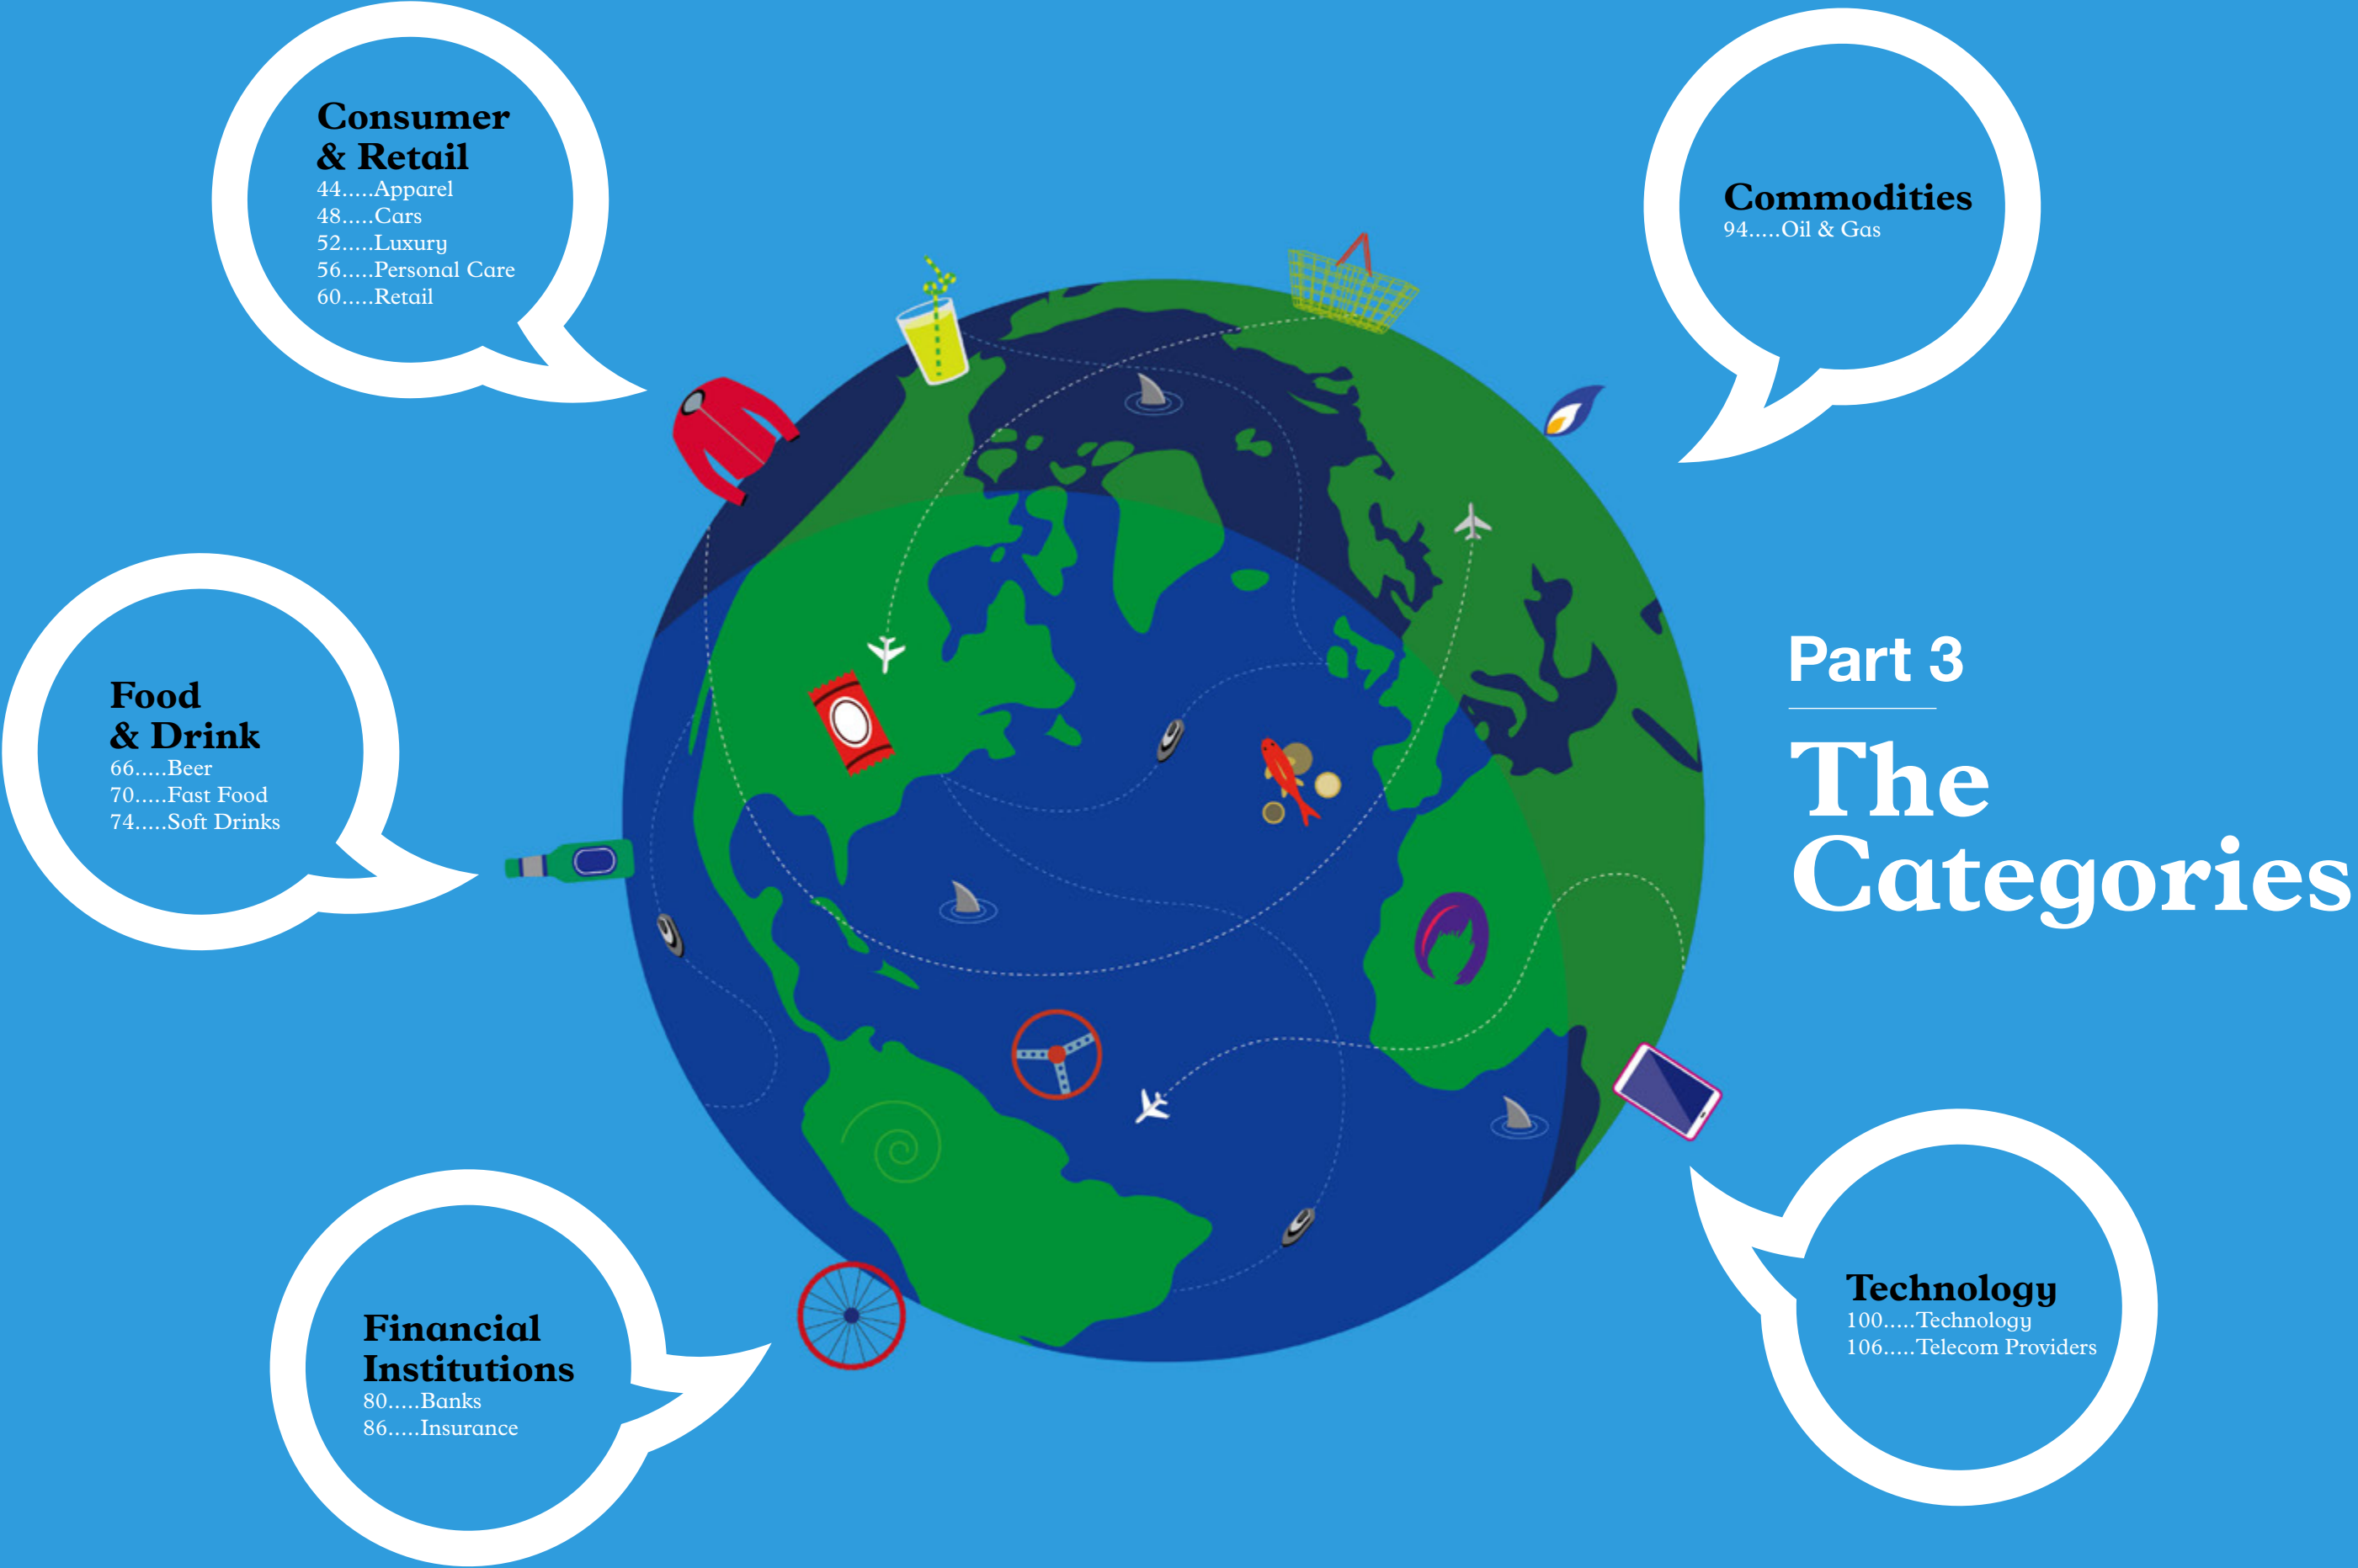 Consumer
& Retail
44.....Apparel
48.....Cars
52.....Luxury
56.....Personal Care
60.....Retail
Food
& Drink
66.....Beer
70.....Fast Food
74.....Soft Drinks
Financial
Institutions
80.....Banks
86.....Insurance
Commodities
94.....Oil & Gas
Part 3
The
Categories
Technology
100.....Technology
106.....Telecom Providers